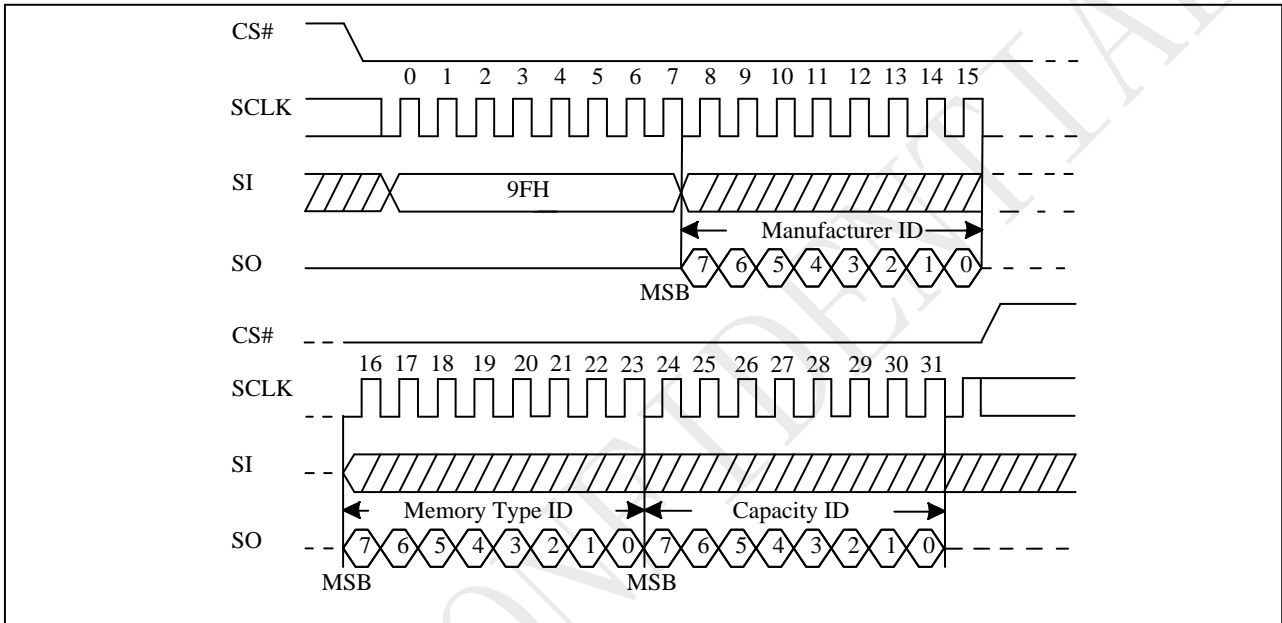 CS#
0 1 2 3 4 5 6 7 8 9 10 11 12 13 14 15
SCLK
SI 9FH
Manufacturer ID
SO 7 6 5 4 3 2 1 0
MSB
CS#
16 17 18 19 20 21 22 23 24 25 26 27 28 29 30 31
SCLK
SI
Memory Type ID Capacity ID
SO 7 6 5 4 3 2 1 0 7 6 5 4 3 2 1 0
MSB MSB